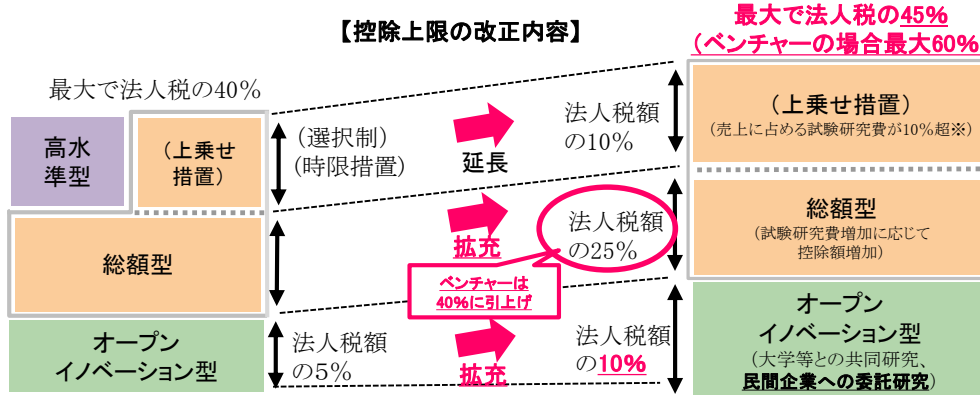 【控除上限の改正内容】
最大で法人税の45%
(ベンチャーの場合最大60%
最大で法人税の40%
高水
準型
(上乗せ
措置)
(選択制)
(時限措置)
延長
法人税額
の10%
(上乗せ措置)
(売上に占める試験研究費が10%超※)
総額型
拡充
法人税額
の25%
ベンチャーは
40%に引上げ
総額型
(試験研究費増加に応じて
控除額増加)
オープン
イノベーション型
法人税額
の5%
拡充
法人税額
の10%
オープン
イノベーション型
(大学等との共同研究、
民間企業への委託研究)